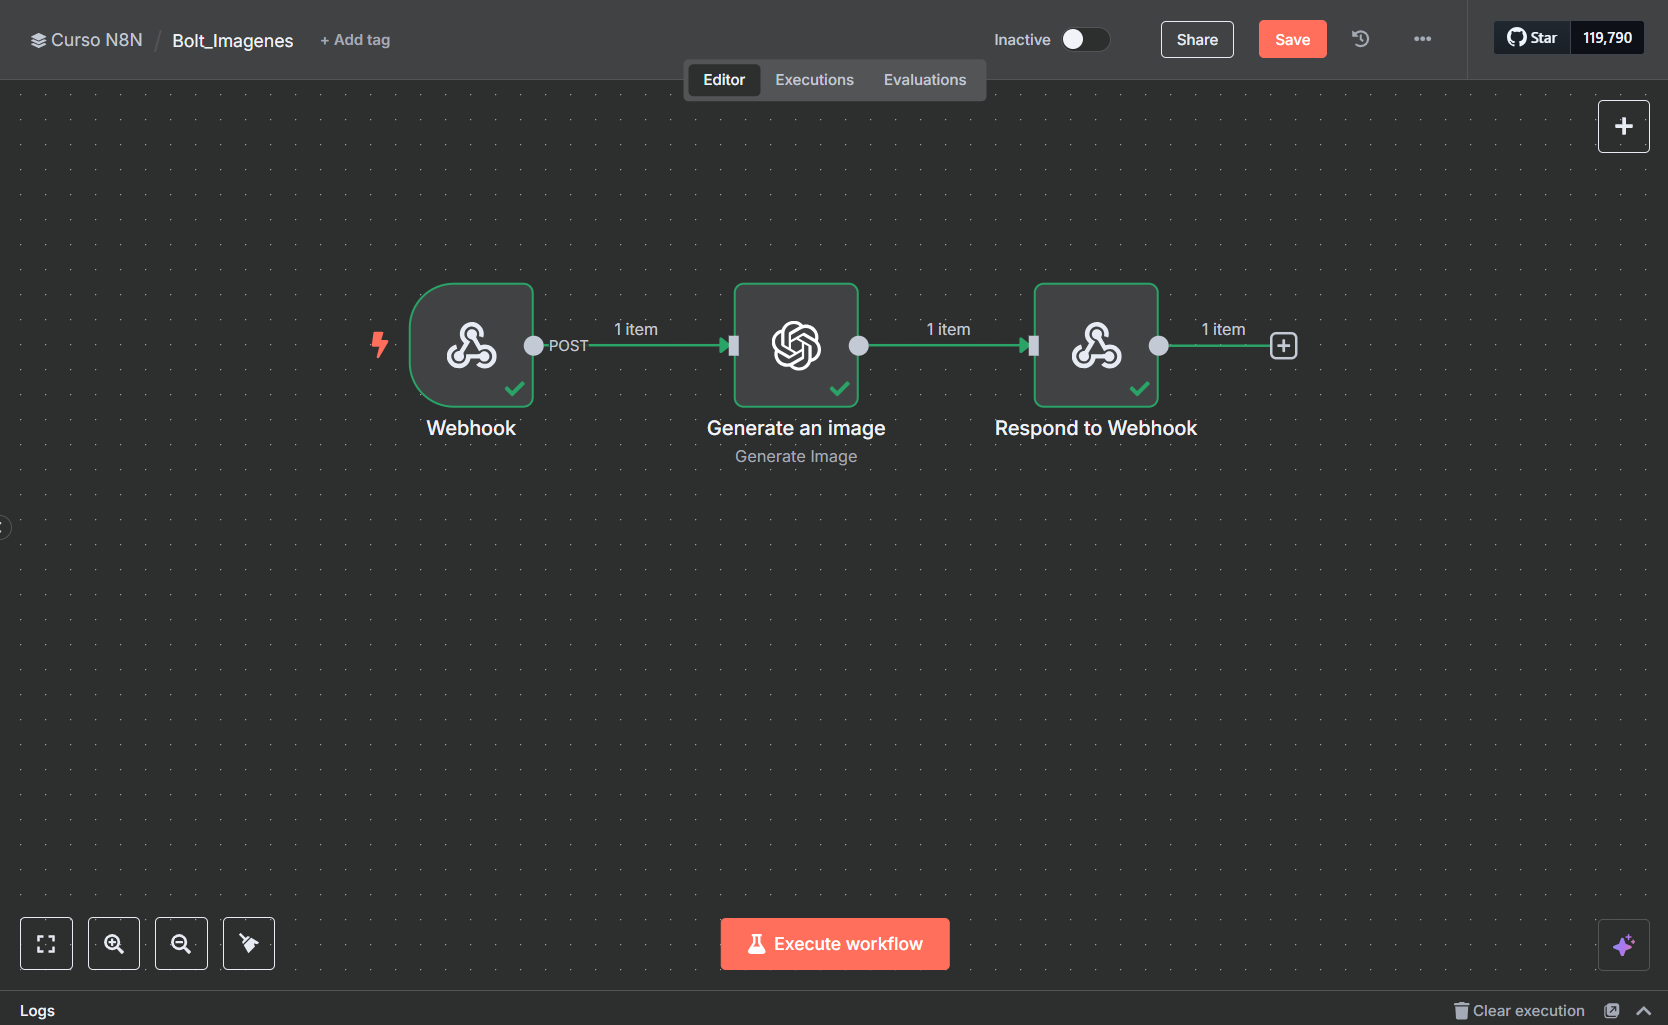 Curso N8N / Bolt_Imagenes + Add tag Inactive Share Save Star 119,790
Editor Executions Evaluations
POST 1 item 1 item 1 item
Webhook Generate an image Respond to Webhook
Generate Image
Execute workflow
Logs Clear execution